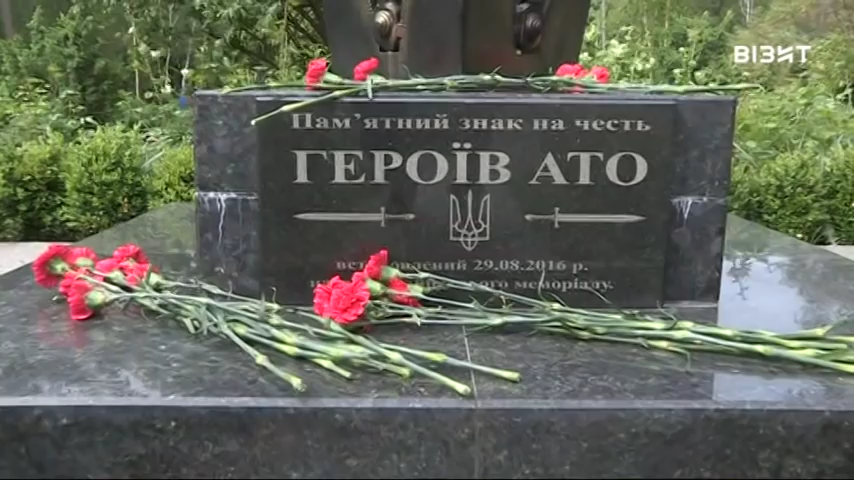 ВІЗИТ
Пам'ятний знак на честь
ГЕРОЇВ АТО
встановлений 29.08.2016 р.
меморіалу.